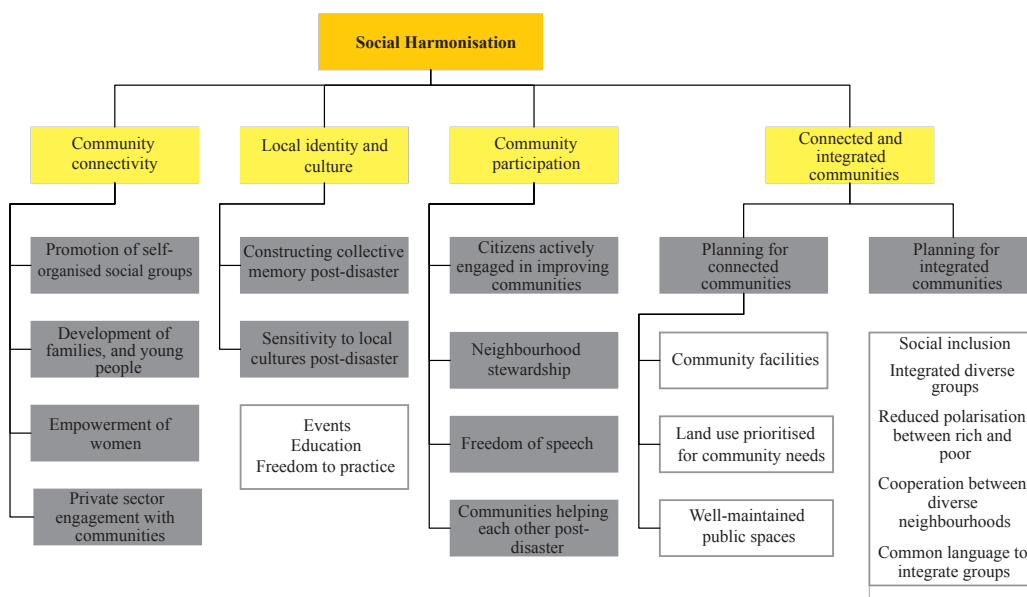 Social Harmonisation
Community
connectivity
Promotion of self-
organised social groups
Development of
families, and young
people
Empowerment of
women
Private sector
engagement with
communities
Local identity and
culture
Constructing collective
memory post-disaster
Sensitivity to local
cultures post-disaster
Events
Education
Freedom to practice
Community
participation
Citizens actively
engaged in improving
communities
Neighbourhood
stewardship
Freedom of speech
Communities helping
each other post-
disaster
Connected and
integrated
communities
Planning for
connected
communities
Community facilities
Land use prioritised
for community needs
Well-maintained
public spaces
Planning for
integrated
communities
Social inclusion
Integrated diverse
groups
Reduced polarisation
between rich and
poor
Cooperation between
diverse
neighbourhoods
Common language to
integrate groups